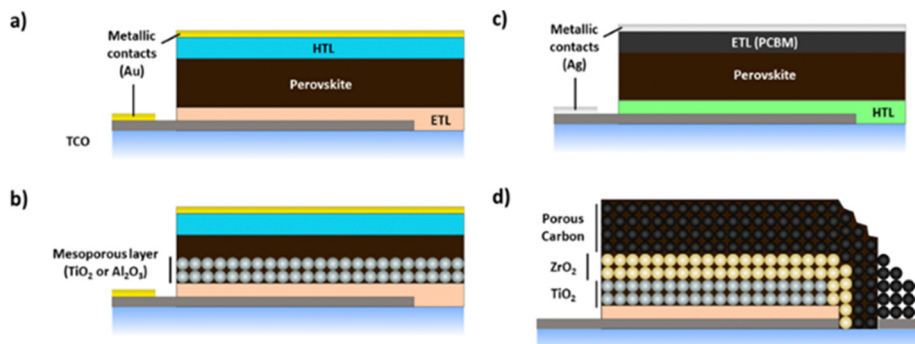 a)
Metallic
contacts
(Au)
HTL
Perovskite
ETL
TCO
b)
Mesoporous layer
(TiO₂ or Al₂O₃)
c)
Metallic
contacts
(Ag)
ETL (PCBM)
Perovskite
HTL
d)
Porous
Carbon
ZrO₂
TiO₂